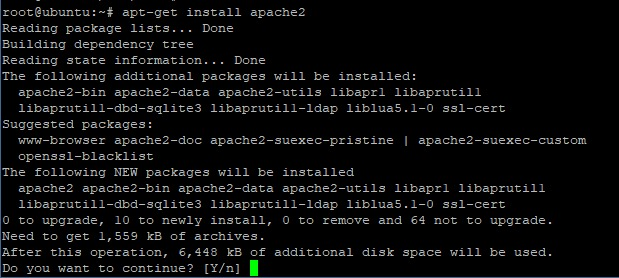 root@ubuntu:~# apt-get install apache2
Reading package lists... Done
Building dependency tree
Reading state information... Done
The following additional packages will be installed:
  apache2-bin apache2-data apache2-utils libapr1 libaprutil1
  libaprutil1-dbd-sqlite3 libaprutil1-ldap liblua5.1-0 ssl-cert
Suggested packages:
  www-browser apache2-doc apache2-suexec-pristine | apache2-suexec-custom
  openssl-blacklist
The following NEW packages will be installed
  apache2 apache2-bin apache2-data apache2-utils libapr1 libaprutil1
  libaprutil1-dbd-sqlite3 libaprutil1-ldap liblua5.1-0 ssl-cert
0 to upgrade, 10 to newly install, 0 to remove and 64 not to upgrade.
Need to get 1,559 kB of archives.
After this operation, 6,448 kB of additional disk space will be used.
Do you want to continue? [Y/n]